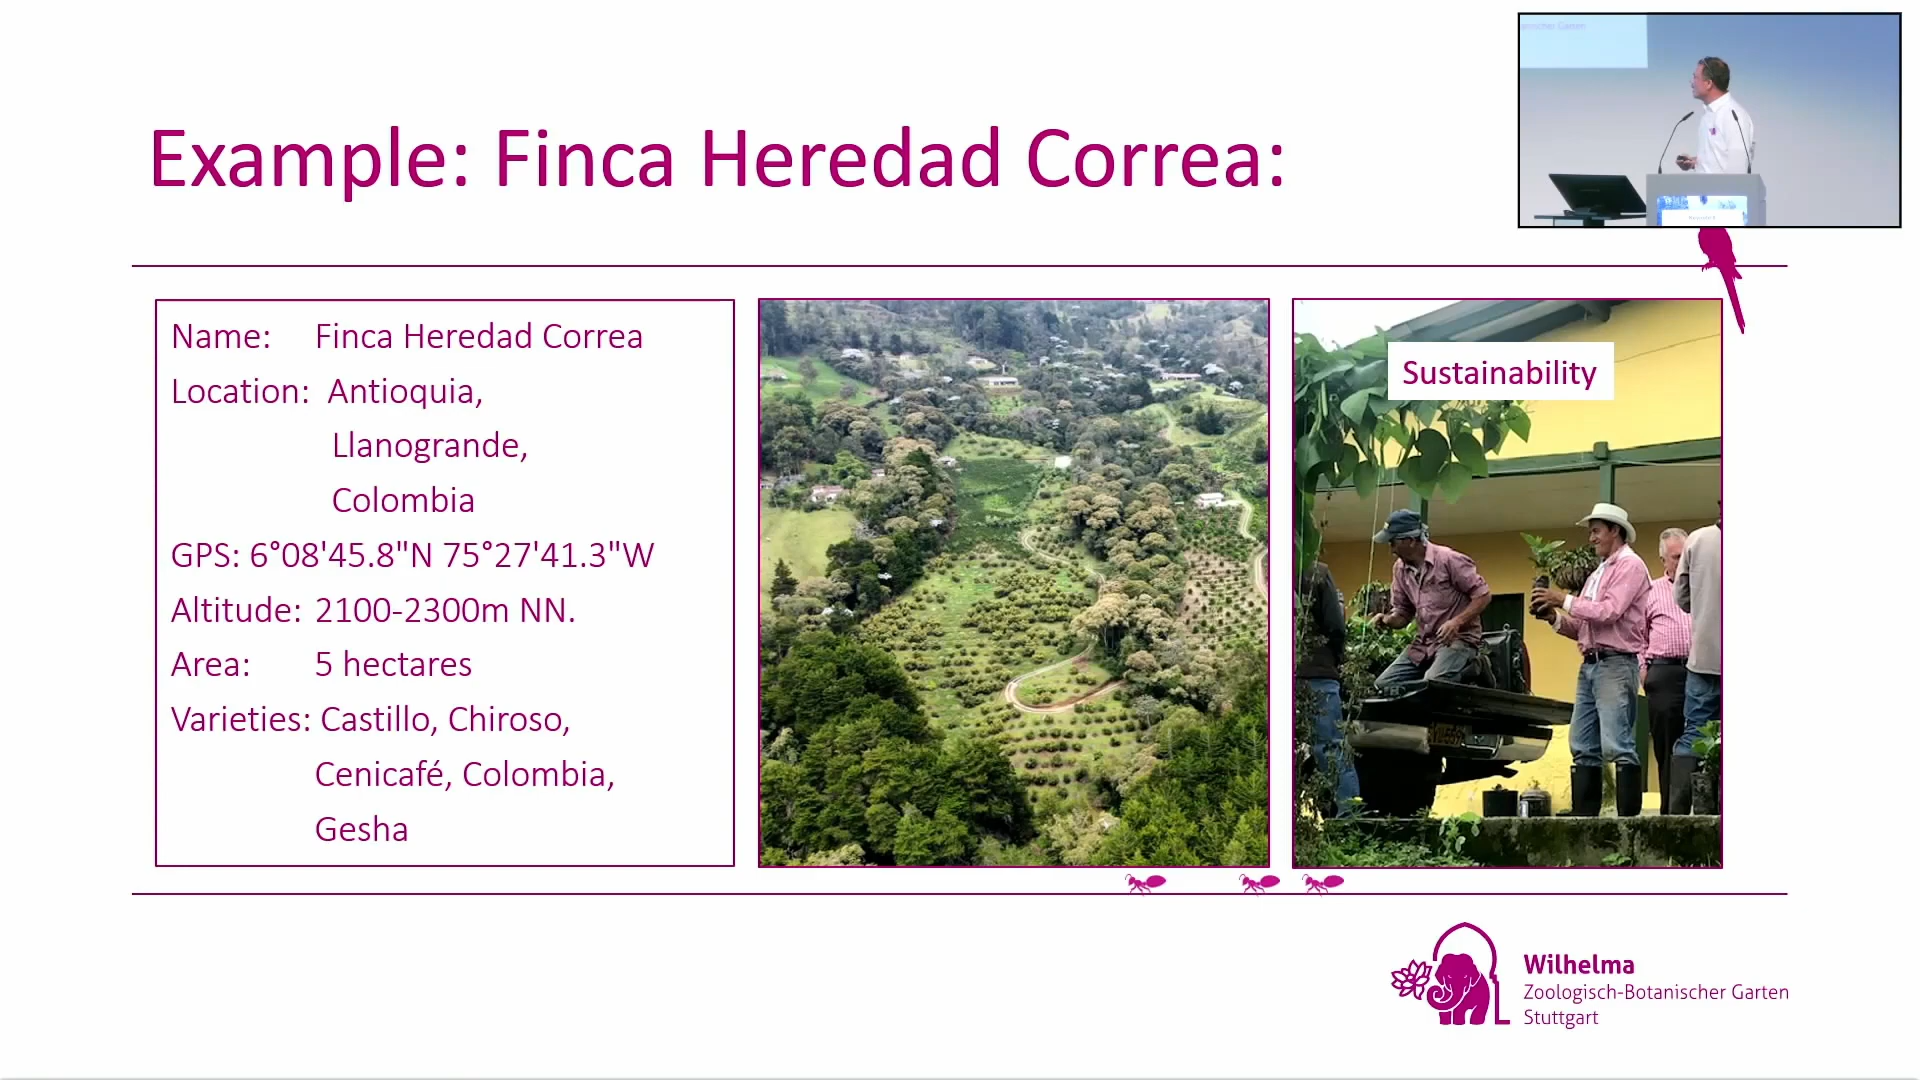 Example: Finca Heredad Correa:
Name: Finca Heredad Correa
Location: Antioquia,
Llanogrande,
Colombia
GPS: 6°08'45.8"N 75°27'41.3"W
Altitude: 2100-2300m NN.
Area: 5 hectares
Varieties: Castillo, Chiroso,
Cenicafé, Colombia,
Gesha
Sustainability
Wilhelma
Zoologisch-Botanischer Garten
Stuttgart